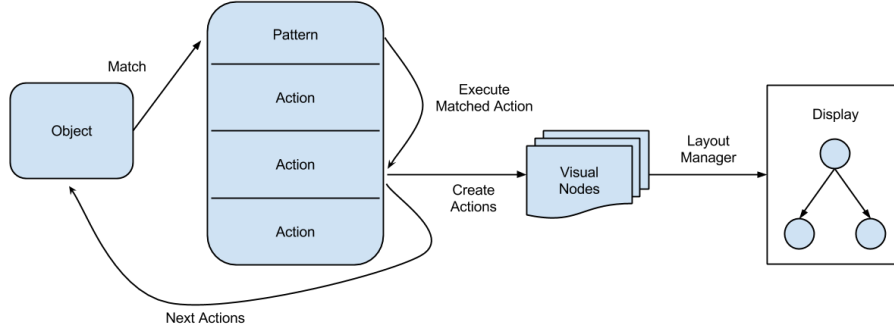 Object
Match
Pattern
Action
Action
Action
Execute
Matched Action
Next Actions
Create
Actions
Visual
Nodes
Layout
Manager
Display